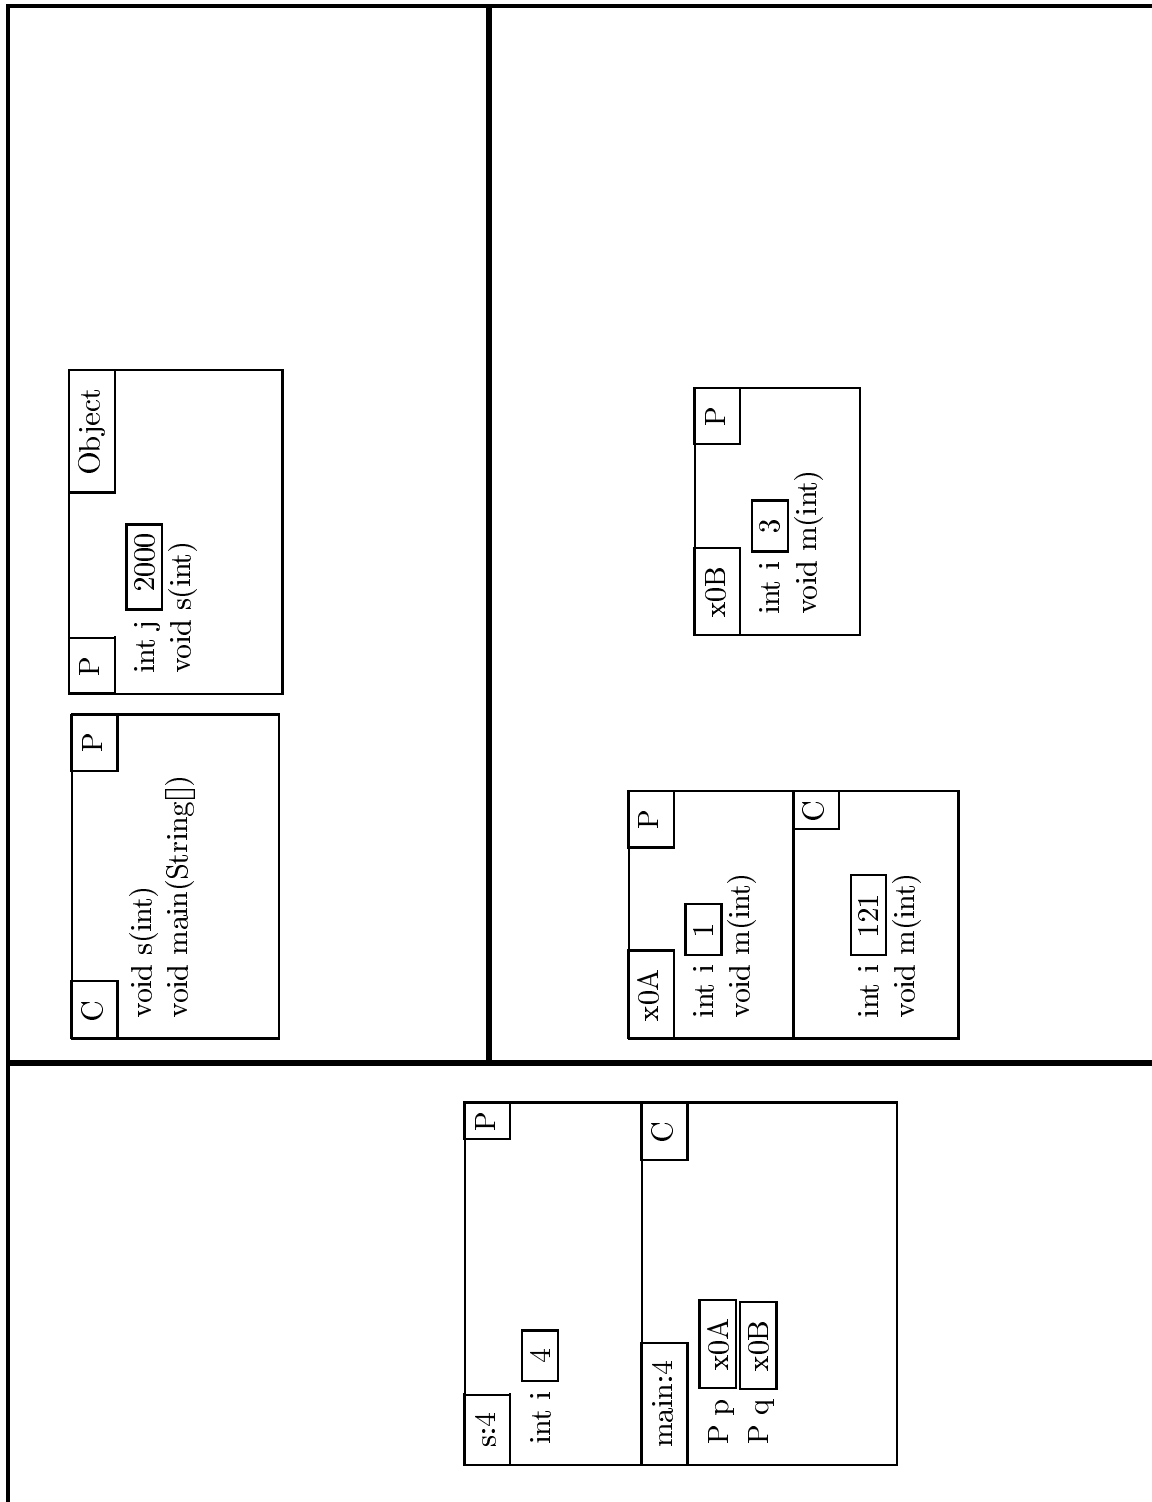 s:4 P
int i 4
main:4 C
P p x0A
P q x0B
C P
void s(int)
void main(String[])
P Object
int j 2000
void s(int)
x0A P
int i 1
void m(int)
C
int i 121
void m(int)
x0B P
int i 3
void m(int)